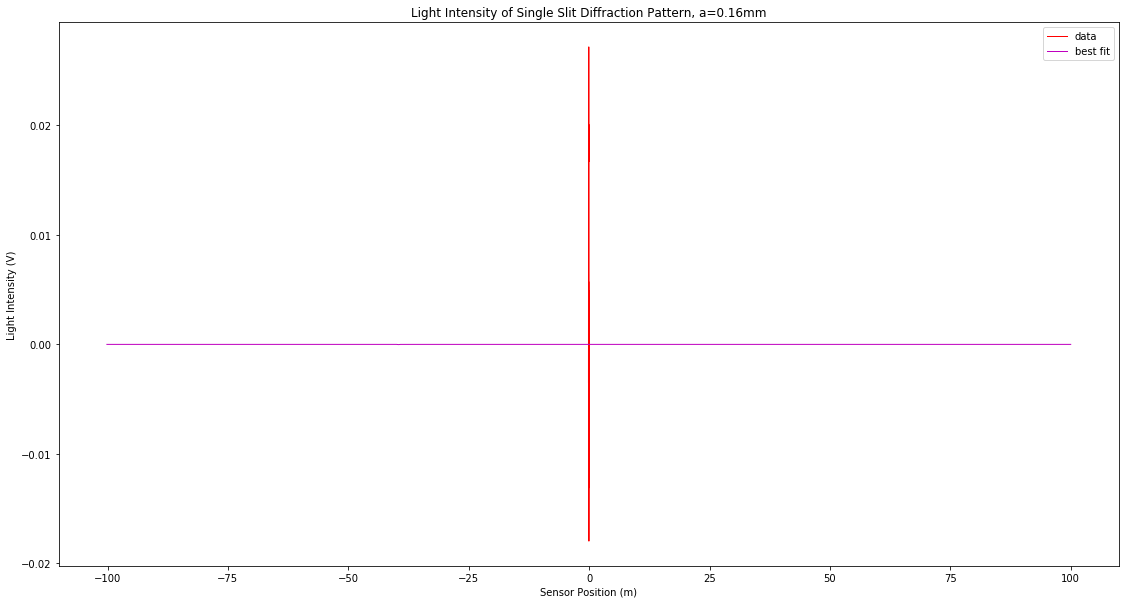 Light Intensity of Single Slit Diffraction Pattern, a=0.16mm
data
best fit
0.02
0.01
0.00
−0.01
−0.02
Light Intensity (V)
−100
−75
−50
−25
0
25
50
75
100
Sensor Position (m)